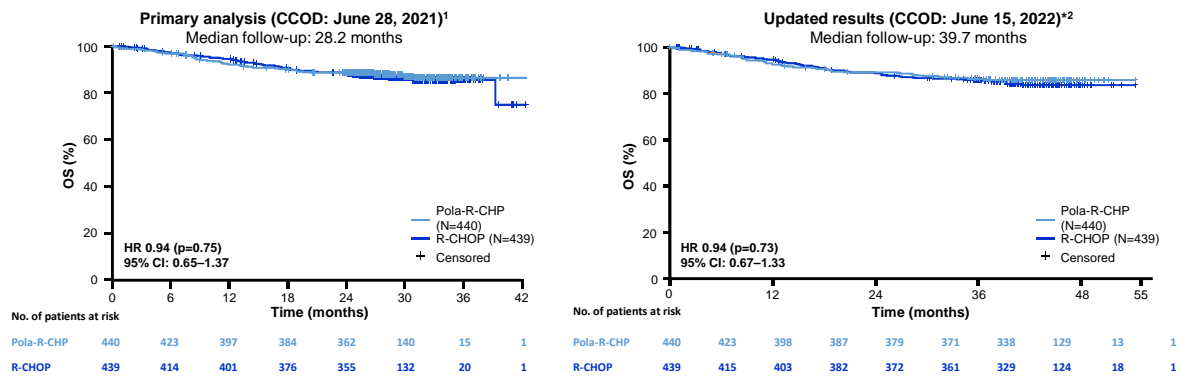 Primary analysis (CCOD: June 28, 2021)1
Median follow-up: 28.2 months
100
80
60
40
20
0
OS (%)
Pola-R-CHP
(N=440)
R-CHOP (N=439)
Censored
HR 0.94 (p=0.75)
95% CI: 0.65–1.37
0 6 12 18 24 30 36 42
Time (months)
No. of patients at risk
Pola-R-CHP 440 423 397 384 362 140 15 1
R-CHOP 439 414 401 376 355 132 20 1
Updated results (CCOD: June 15, 2022)*2
Median follow-up: 39.7 months
100
80
60
40
20
0
OS (%)
Pola-R-CHP
(N=440)
R-CHOP (N=439)
Censored
HR 0.94 (p=0.73)
95% CI: 0.67–1.33
0 12 24 36 48 55
Time (months)
No. of patients at risk
Pola-R-CHP 440 423 398 387 379 371 338 129 13 1
R-CHOP 439 415 403 382 372 361 329 124 18 1